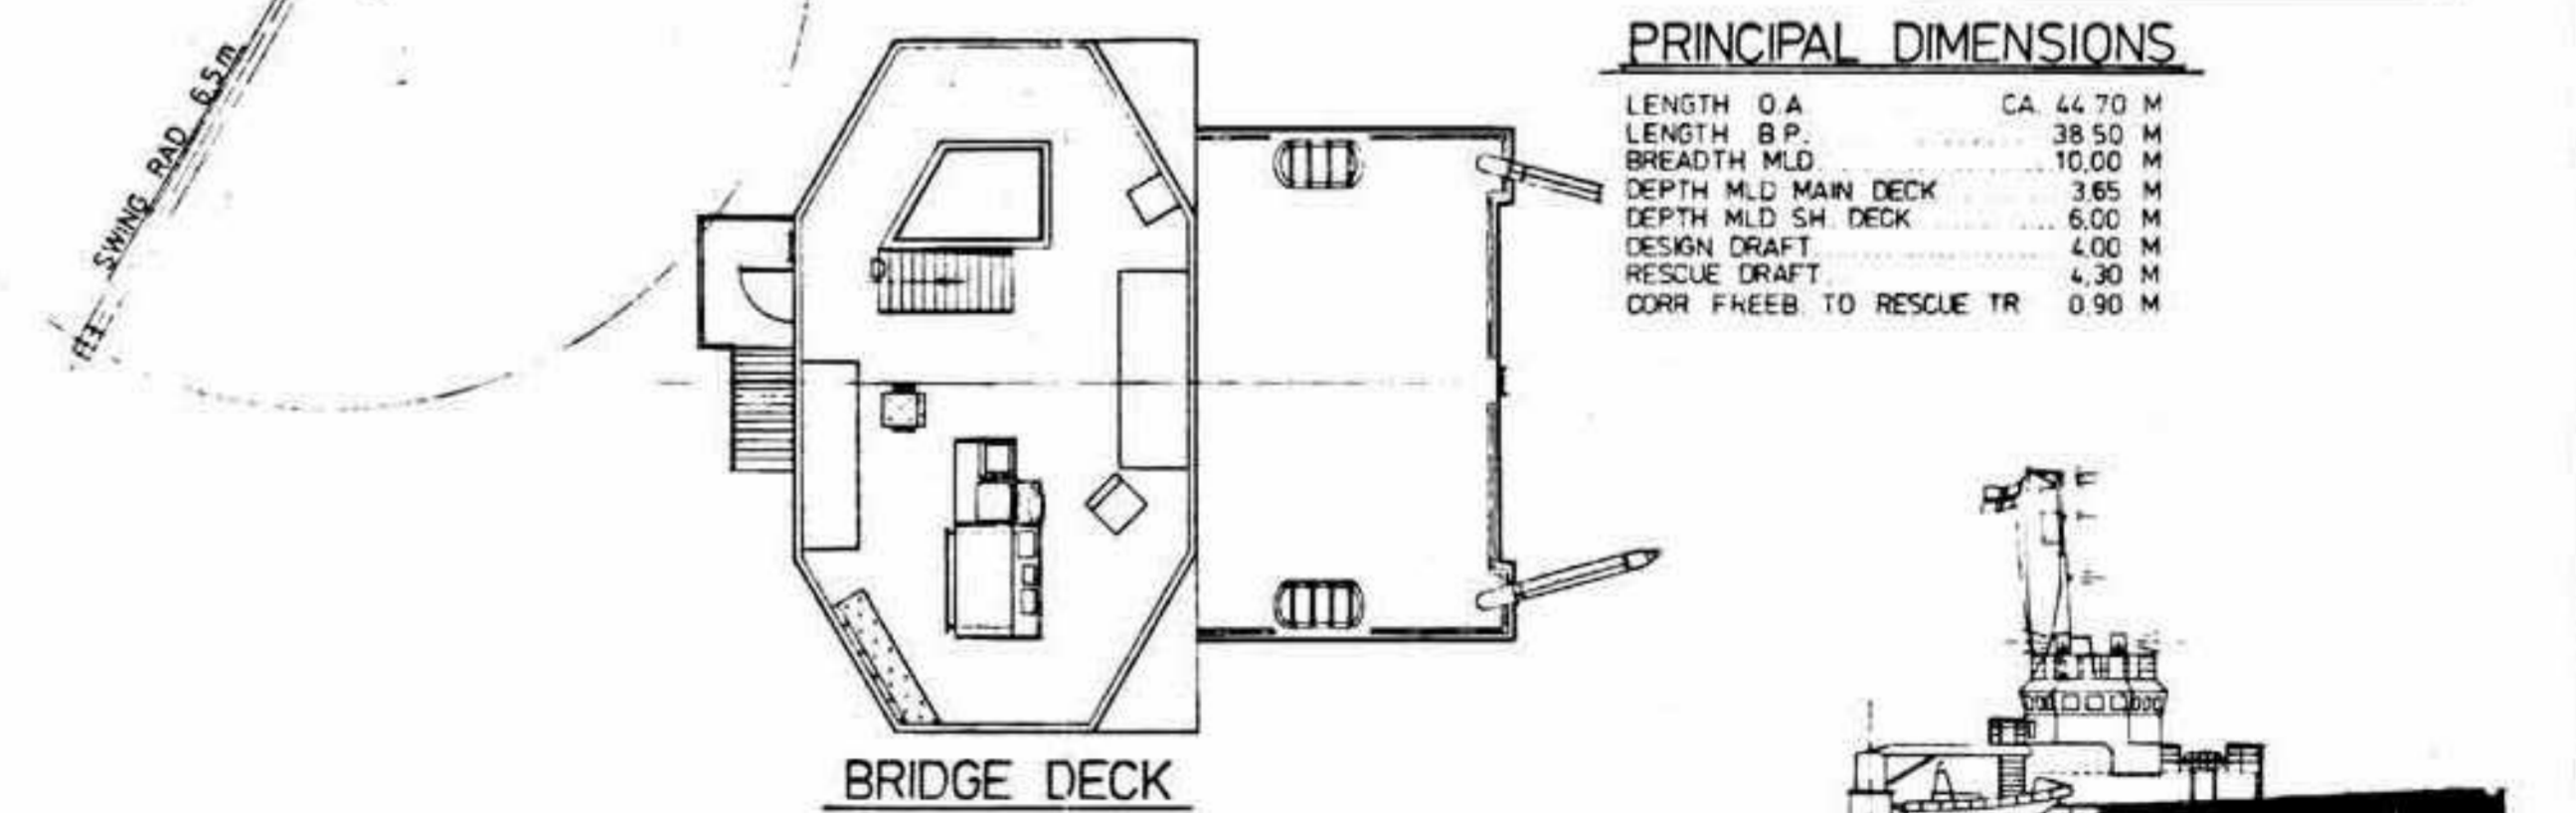 SWING RAD 6.5m
PRINCIPAL DIMENSIONS
LENGTH O.A. CA. 44.70 M
LENGTH B.P. 38.50 M
BREADTH MLD 10,00 M
DEPTH MLD MAIN DECK 3.65 M
DEPTH MLD SH. DECK 6.00 M
DESIGN DRAFT 4.00 M
RESCUE DRAFT 4,30 M
CORR FREEB. TO RESCUE TR 0.90 M
BRIDGE DECK